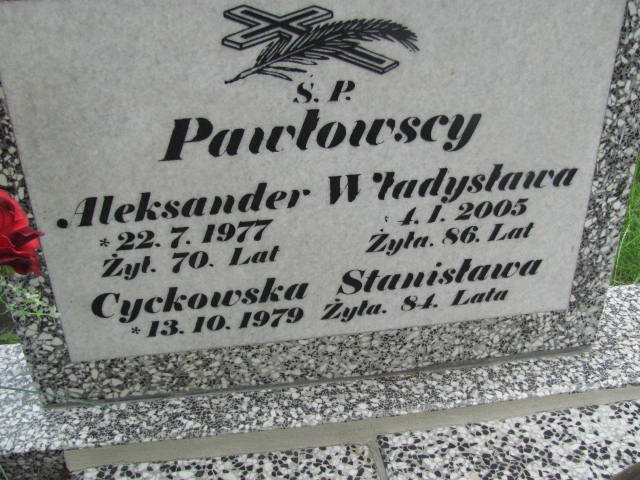 Ś. P.
Pawłowscy
Aleksander Władysława
* 22. 7. 1977 * 4. I. 2005
Żył. 70. Lat Żyła. 86. Lat
Cyckowska Stanisława
* 13. 10. 1979 Żyła. 84. Lata